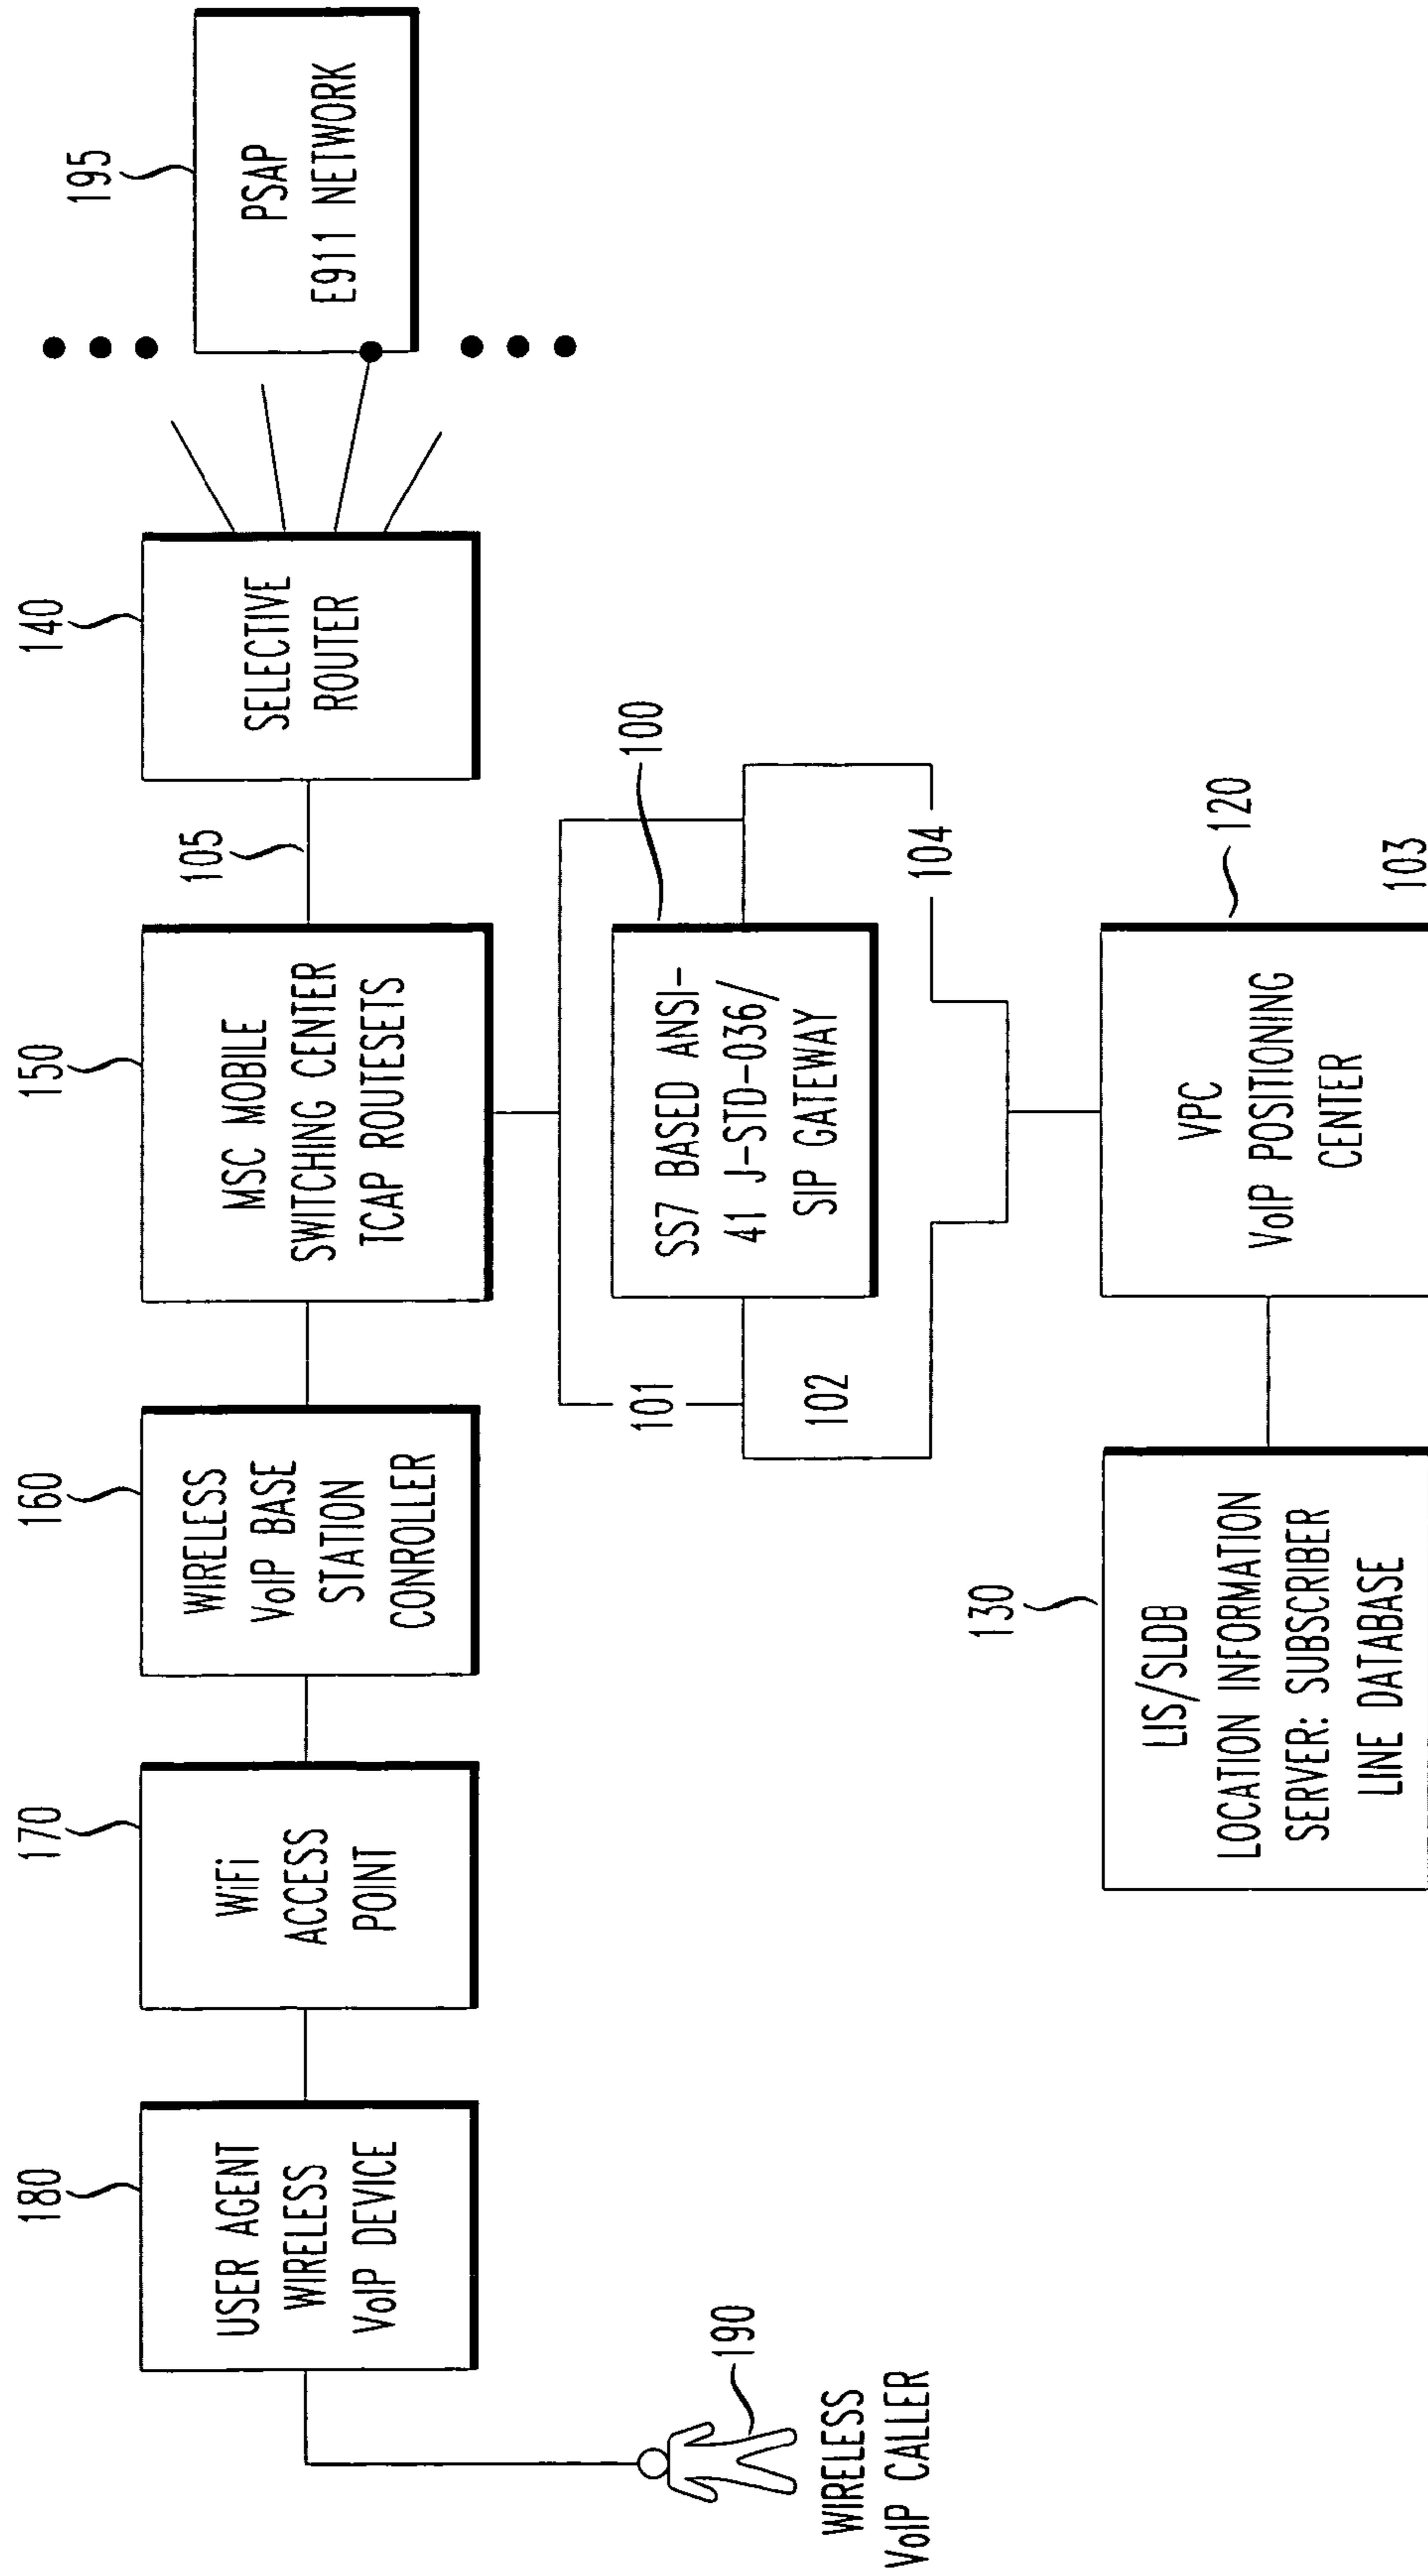 180
USER AGENT
WIRELESS
VoIP DEVICE
170
WiFi
ACCESS
POINT
160
WIRELESS
VoIP BASE
STATION
CONROLLER
150
MSC MOBILE
SWITCHING CENTER
TCAP ROUTESETS
105
140
SELECTIVE
ROUTER
195
PSAP
E911 NETWORK
190
WIRELESS
VoIP CALLER
101
102
SS7 BASED ANSI-
41 J-STD-036/
SIP GATEWAY
100
104
130
LIS/SLDB
LOCATION INFORMATION
SERVER: SUBSCRIBER
LINE DATABASE
120
VPC
VoIP POSITIONING
CENTER
103